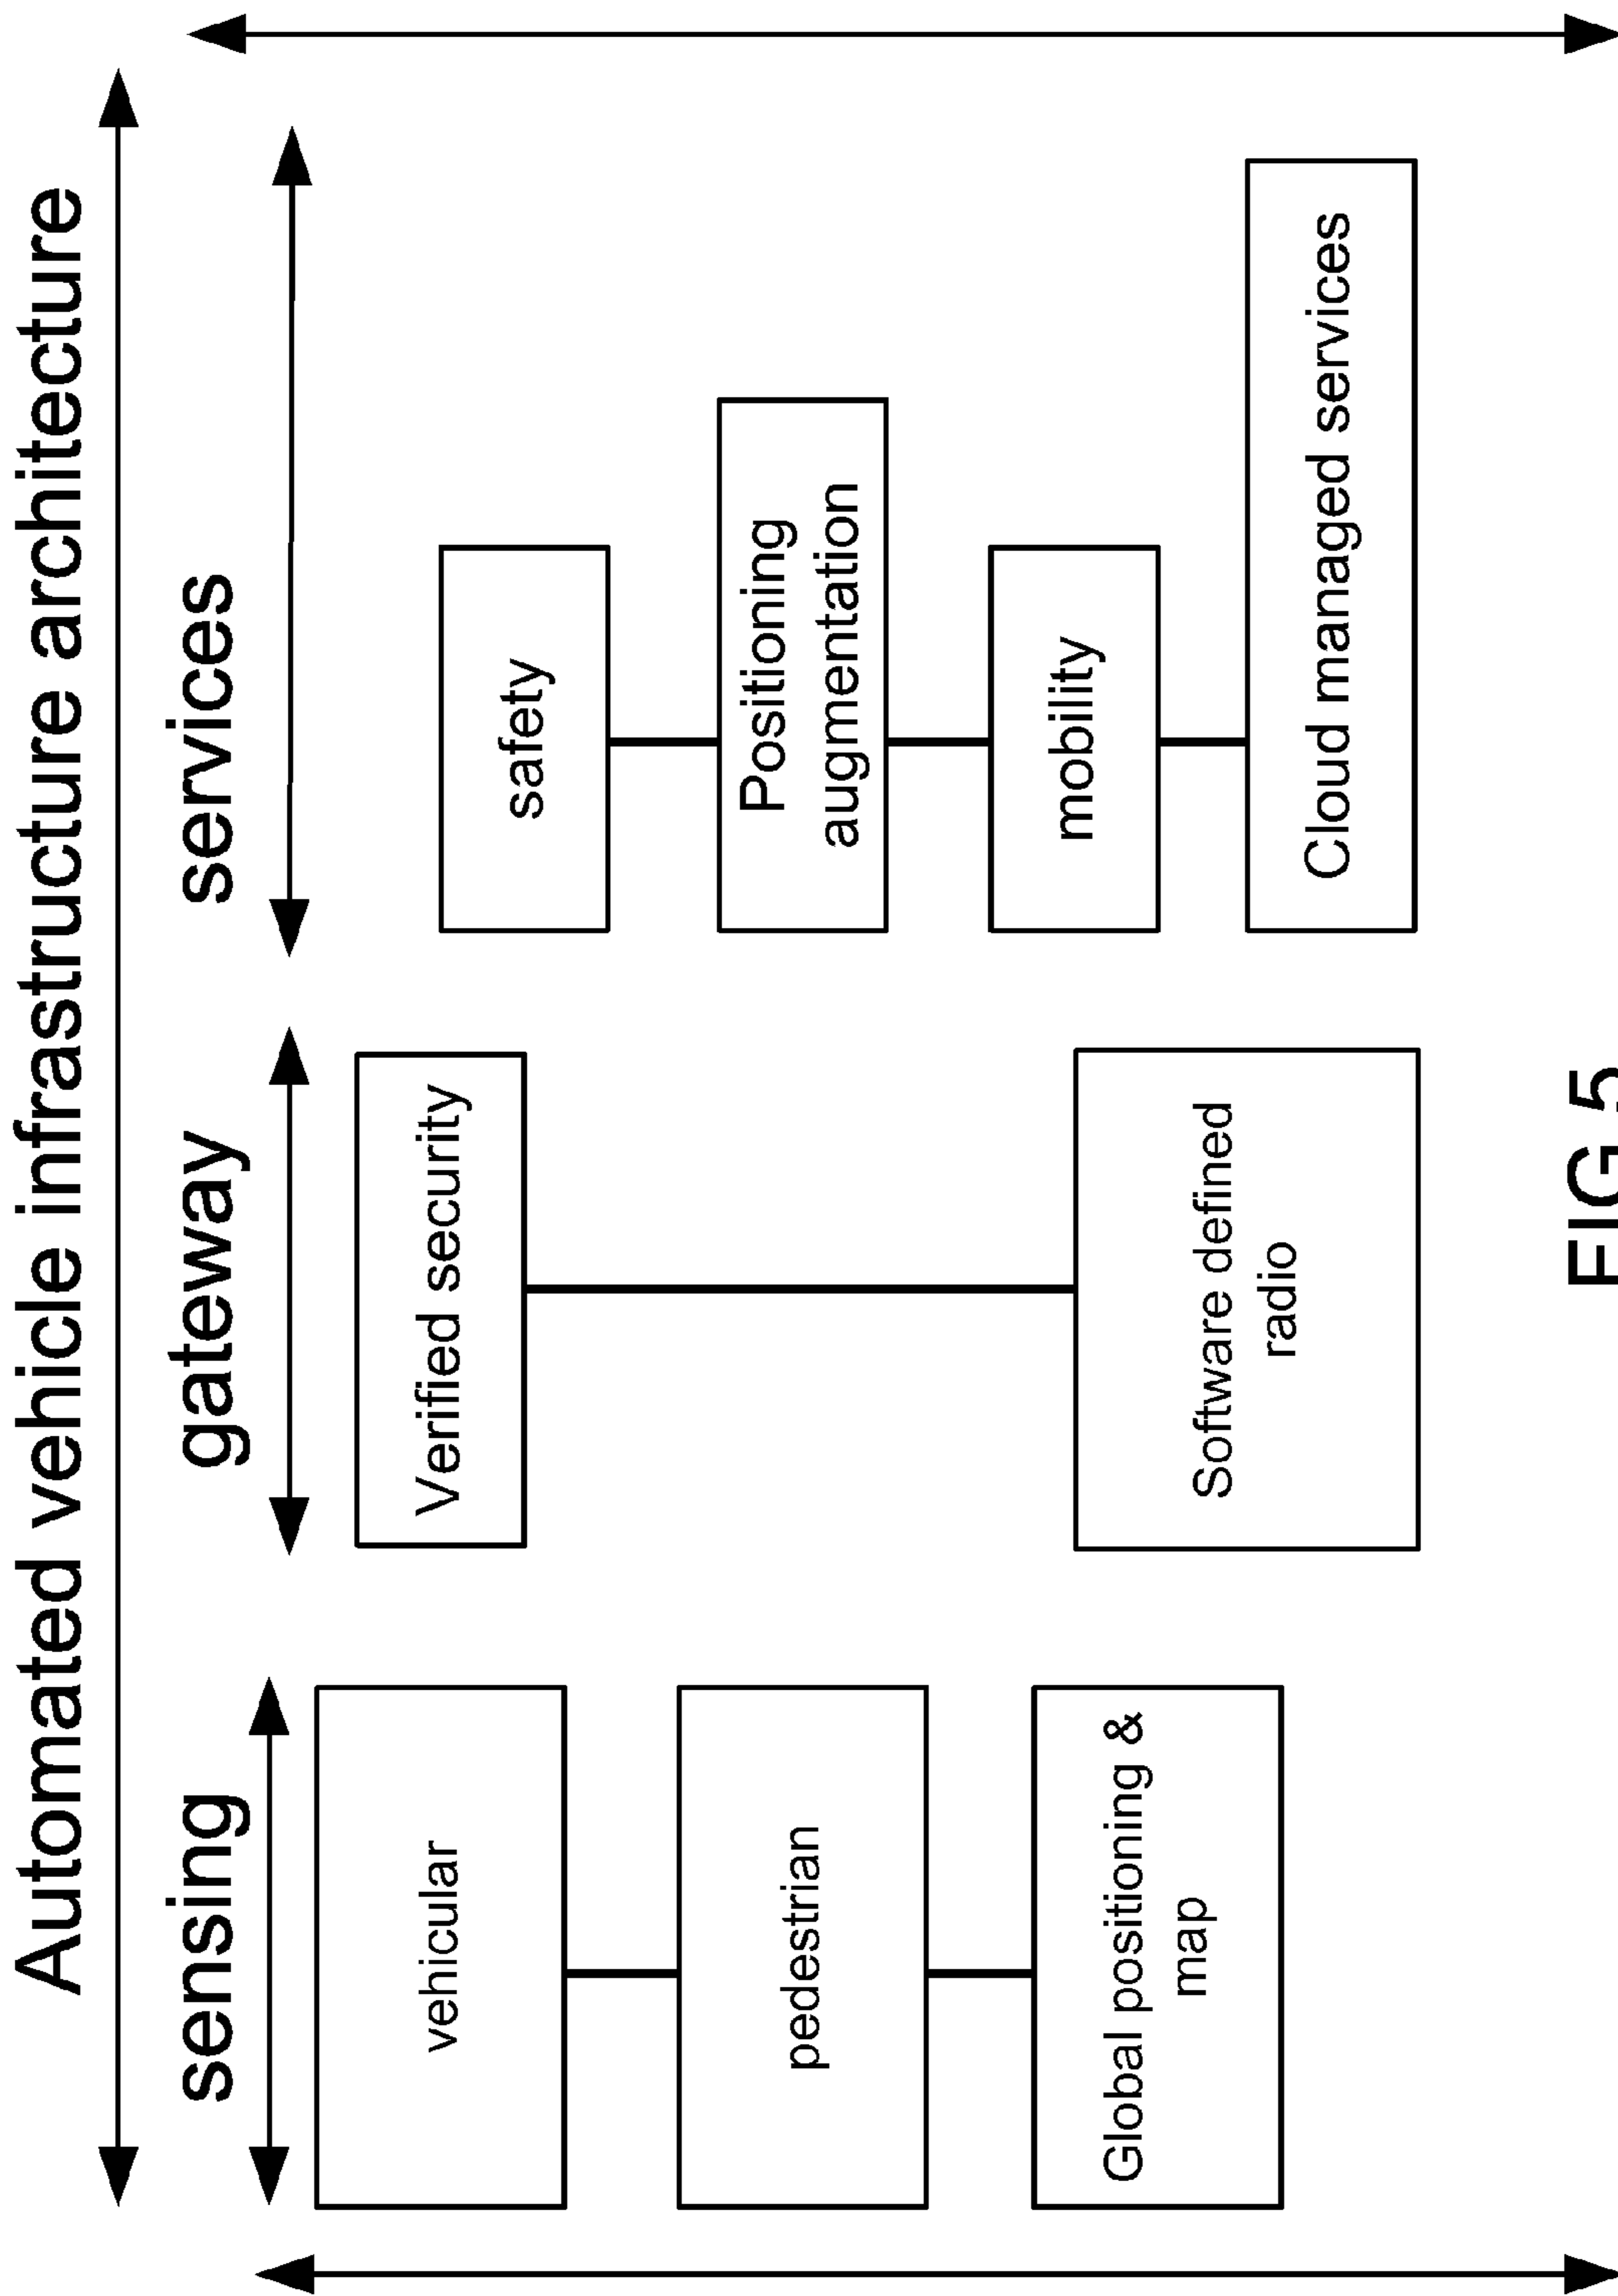 Automated vehicle infrastructure architecture
sensing
vehicular
pedestrian
Global positioning &
map
gateway
Verified security
Software defined
radio
services
safety
Positioning
augmentation
mobility
Cloud managed services
FIG 5